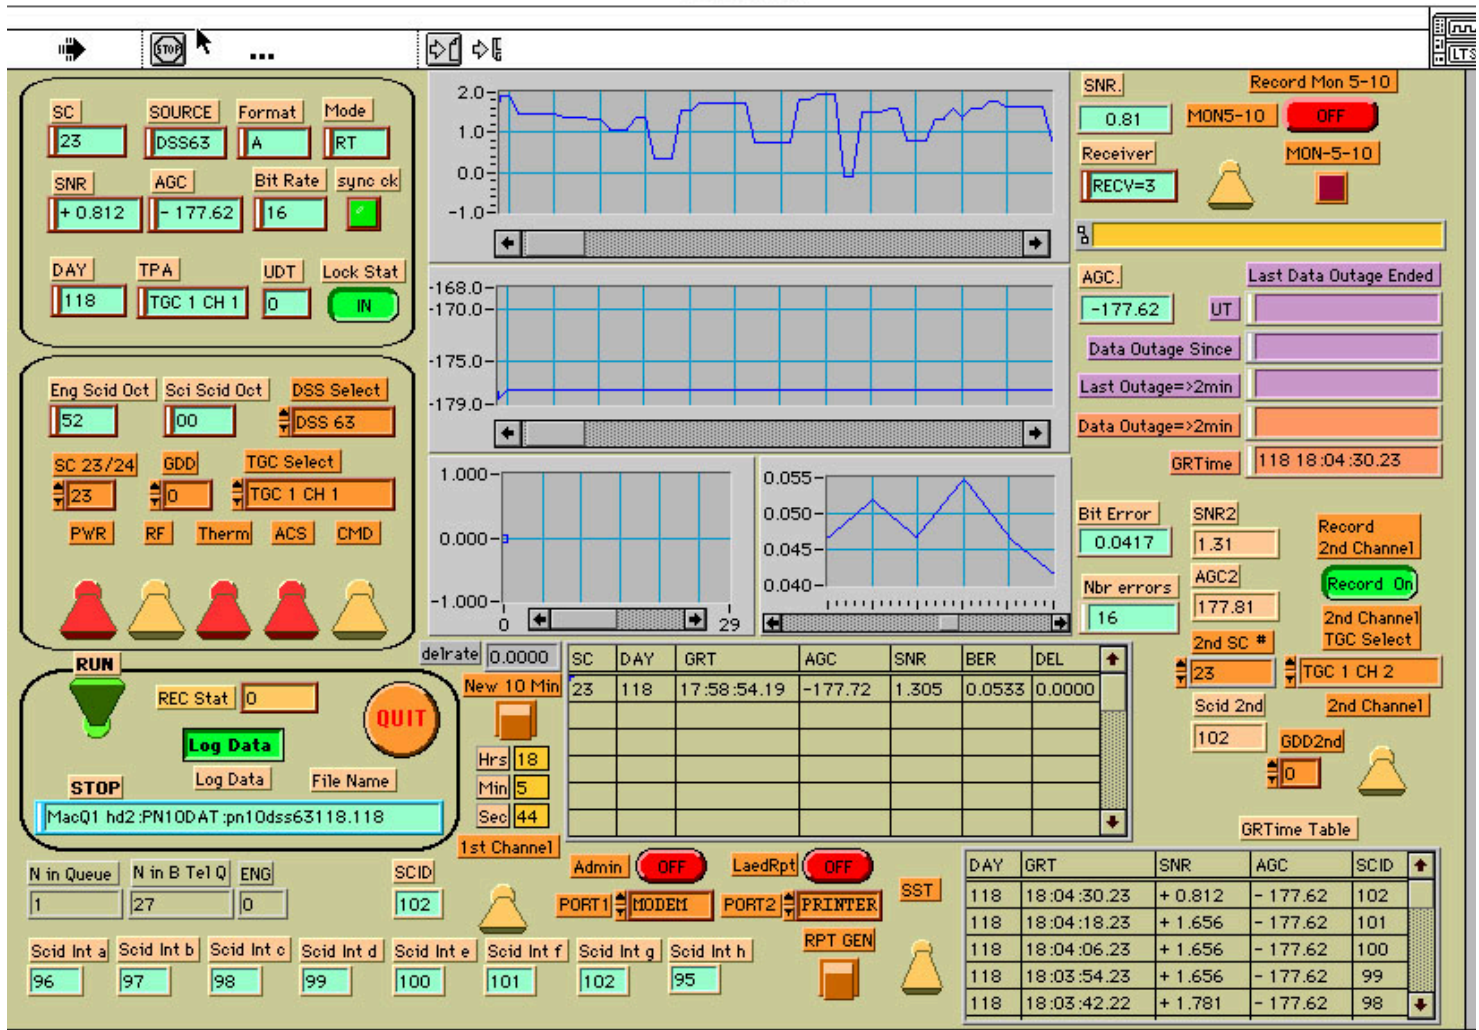 STOP
...
LTS
SC
SOURCE
Format
Mode
23
DSS63
A
RT
SNR
AGC
Bit Rate
sync ck
+ 0.812
- 177.62
16
DAY
TPA
UDT
Lock Stat
118
TGC 1 CH 1
0
IN
Eng Scid Oct
Sci Scid Oct
DSS Select
52
00
DSS 63
SC 23/24
GDD
TGC Select
23
0
TGC 1 CH 1
PWR
RF
Therm
ACS
CMD
RUN
REC Stat
0
QUIT
Log Data
Log Data
File Name
STOP
MacQ1 hd2:PN10DAT:pn10dss63118.118
2.0
1.0
0.0
-1.0
-168.0
-170.0
-175.0
-179.0
1.000
0.000
-1.000
0
29
0.055
0.050
0.045
0.040
SNR.
Record Mon 5-10
0.81
MON5-10
OFF
Receiver
MON-5-10
RECV=3
AGC.
Last Data Outage Ended
-177.62
UT
Data Outage Since
Last Outage=>2min
Data Outage=>2min
GRTime
118 18:04:30.23
Bit Error
SNR2
Record
2nd Channel
0.0417
1.31
Nbr errors
AGC2
Record On
16
177.81
2nd Channel
TGC Select
2nd SC #
23
TGC 1 CH 2
Scid 2nd
2nd Channel
102
GDD2nd
0
GRTime Table
delrate
0.0000
New 10 Min
Hrs 18
Min 5
Sec 44
1st Channel
SC DAY GRT AGC SNR BER DEL
23 118 17:58:54.19 -177.72 1.305 0.0533 0.0000
N in Queue
N in B Tel Q
ENG
SCID
1
27
0
102
Admin
OFF
LaedRpt
OFF
PORT1
MODEM
PORT2
PRINTER
SST
RPT GEN
Scid Int a
Scid Int b
Scid Int c
Scid Int d
Scid Int e
Scid Int f
Scid Int g
Scid Int h
96
97
98
99
100
101
102
95
DAY GRT SNR AGC SCID
118 18:04:30.23 + 0.812 - 177.62 102
118 18:04:18.23 + 1.656 - 177.62 101
118 18:04:06.23 + 1.656 - 177.62 100
118 18:03:54.23 + 1.656 - 177.62 99
118 18:03:42.22 + 1.781 - 177.62 98